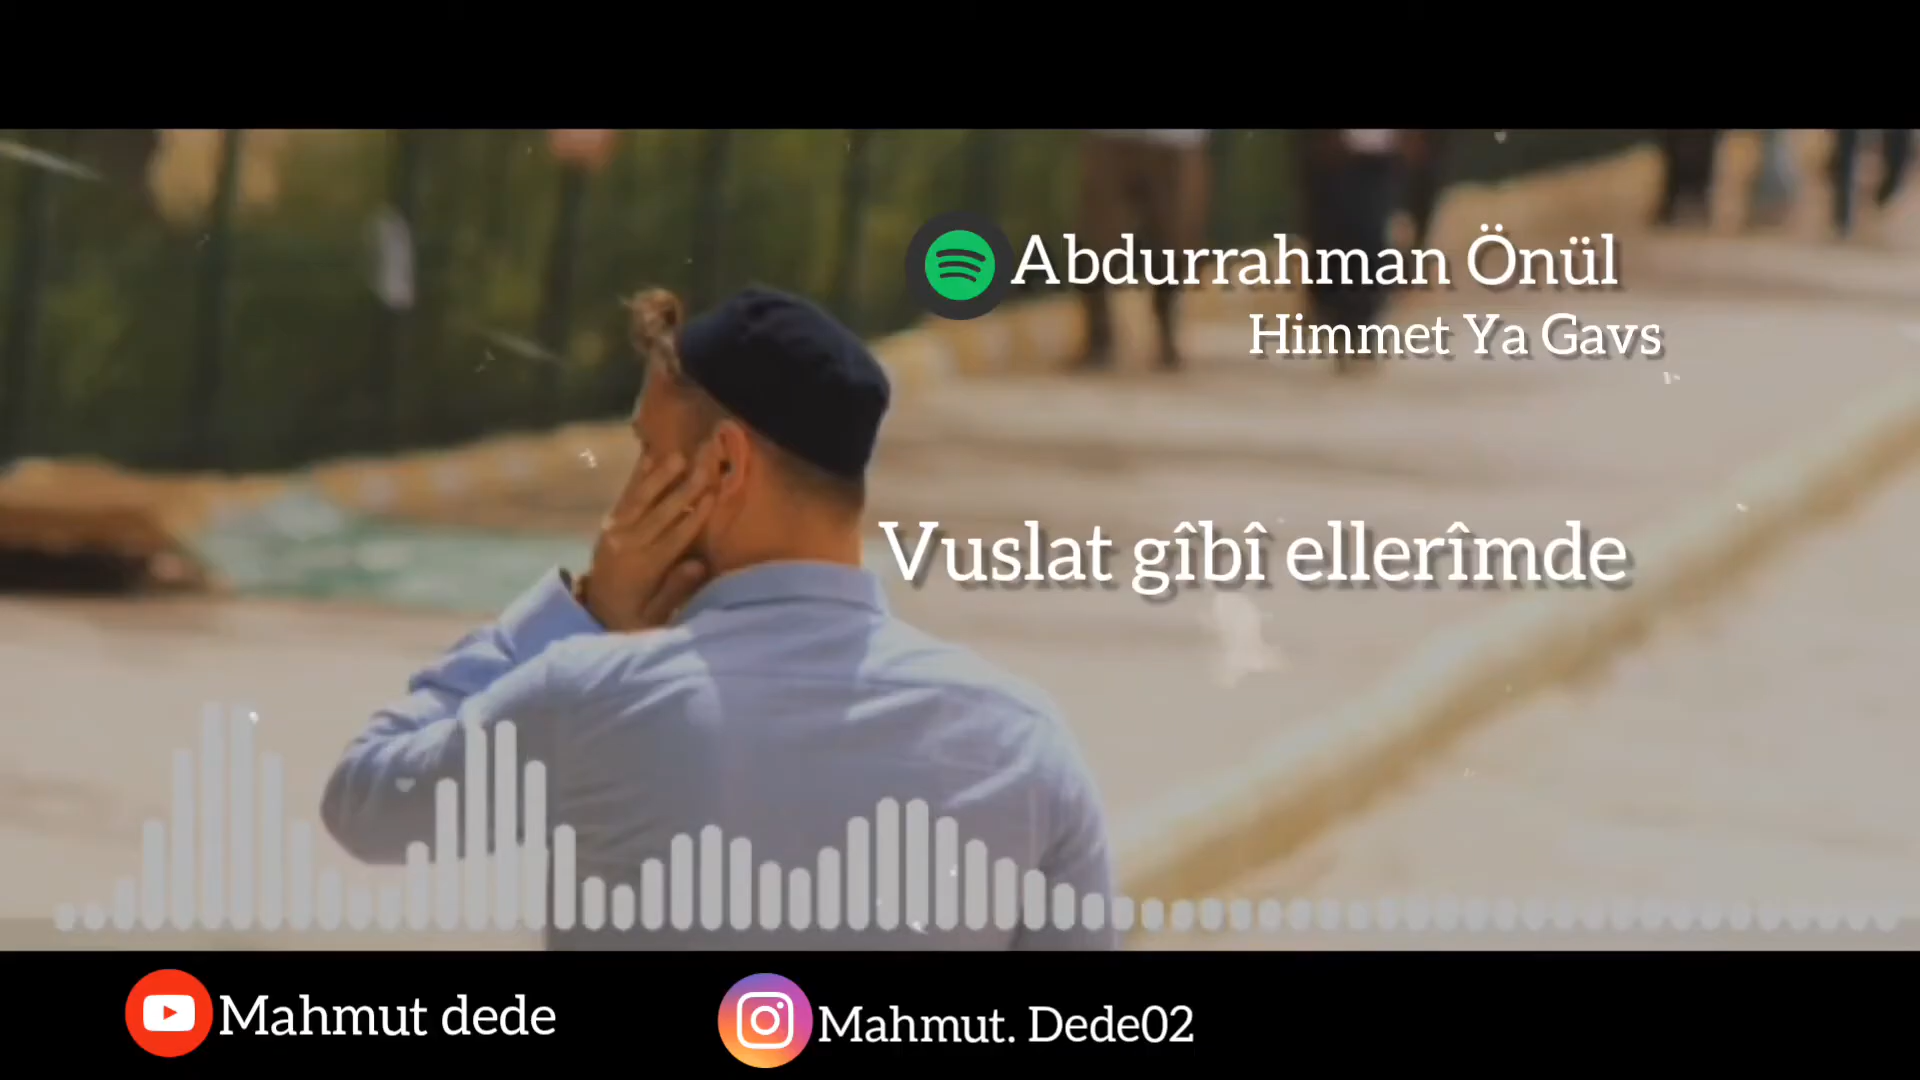 Abdurrahman Önül
Himmet Ya Gavs
Vuslat gîbî ellerîmde
Mahmut dede
Mahmut. Dede02